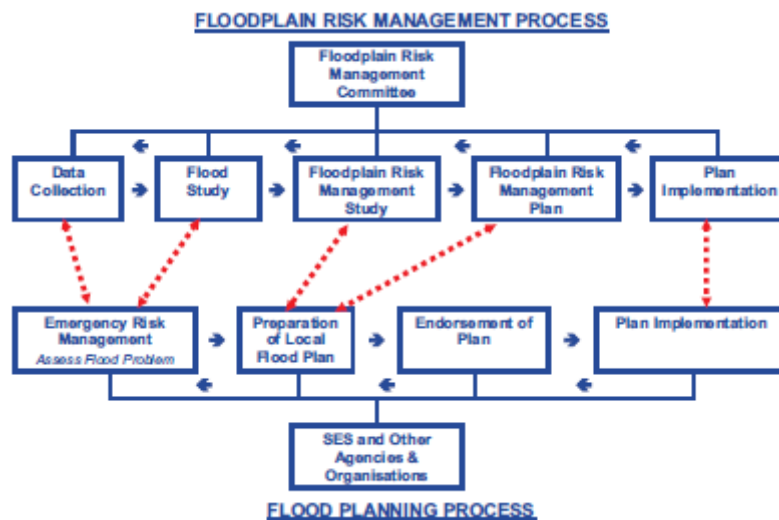 FLOODPLAIN RISK MANAGEMENT PROCESS
Floodplain Risk
Management
Committee
Data
Collection
Flood
Study
Floodplain Risk
Management
Study
Floodplain Risk
Management
Plan
Plan
Implementation
Emergency Risk
Management
Assess Flood Problem
Preparation
of Local
Flood Plan
Endorsement of
Plan
Plan Implementation
SES and Other
Agencies &
Organisations
FLOOD PLANNING PROCESS